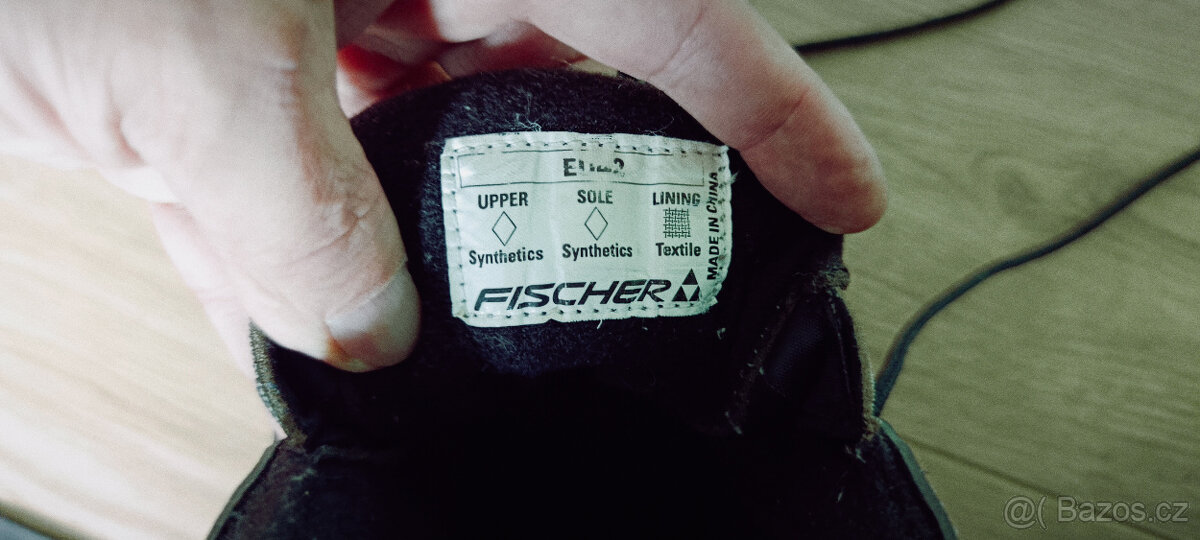 UPPER SOLE LINING
Synthetics Synthetics Textile
FISCHER
MADE IN CHINA
@( Bazos.cz